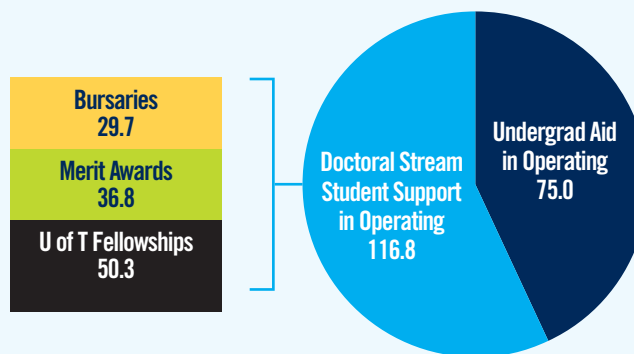 Bursaries
29.7
Merit Awards
36.8
U of T Fellowships
50.3
Doctoral Stream
Student Support
in Operating
116.8
Undergrad Aid
in Operating
75.0